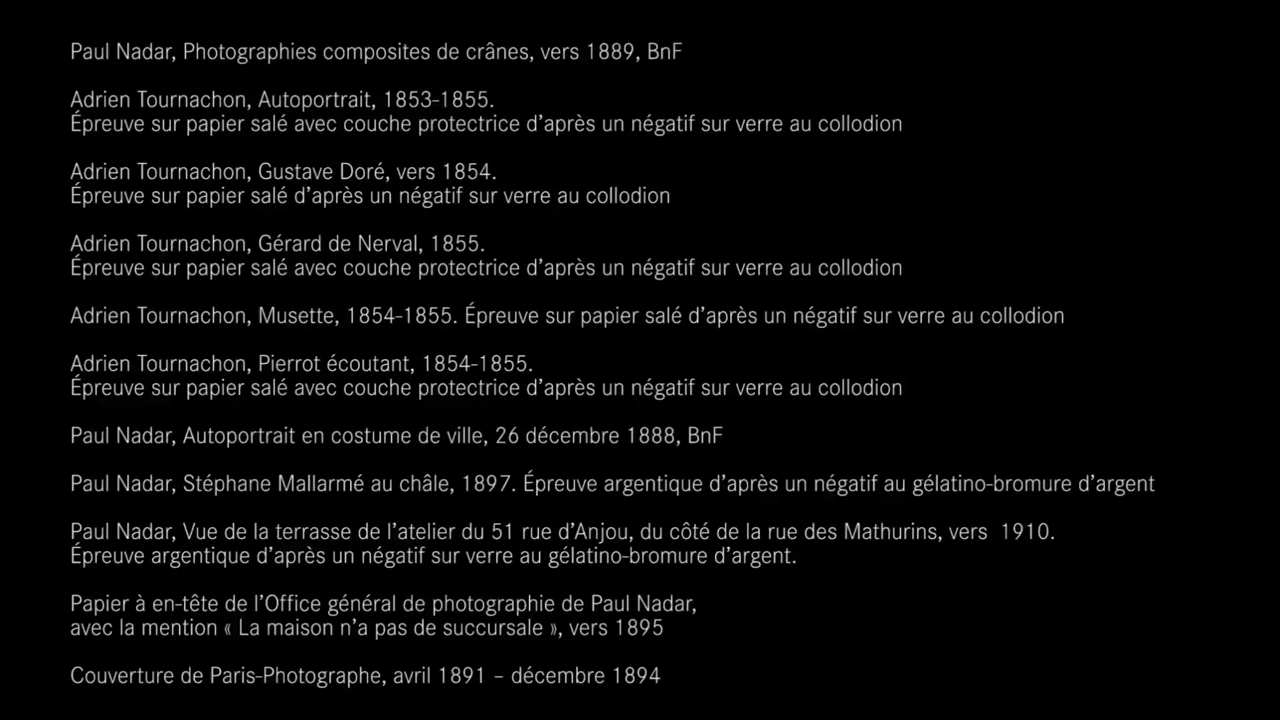 Paul Nadar, Photographies composites de crânes, vers 1889, BnF
Adrien Tournachon, Autoportrait, 1853-1855.
Épreuve sur papier salé avec couche protectrice d’après un négatif sur verre au collodion
Adrien Tournachon, Gustave Doré, vers 1854.
Épreuve sur papier salé d’après un négatif sur verre au collodion
Adrien Tournachon, Gérard de Nerval, 1855.
Épreuve sur papier salé avec couche protectrice d’après un négatif sur verre au collodion
Adrien Tournachon, Musette, 1854-1855. Épreuve sur papier salé d’après un négatif sur verre au collodion
Adrien Tournachon, Pierrot écoutant, 1854-1855.
Épreuve sur papier salé avec couche protectrice d’après un négatif sur verre au collodion
Paul Nadar, Autoportrait en costume de ville, 26 décembre 1888, BnF
Paul Nadar, Stéphane Mallarmé au châle, 1897. Épreuve argentique d’après un négatif au gélatino-bromure d’argent
Paul Nadar, Vue de la terrasse de l’atelier du 51 rue d’Anjou, du côté de la rue des Mathurins, vers  1910.
Épreuve argentique d’après un négatif sur verre au gélatino-bromure d’argent.
Papier à en-tête de l’Office général de photographie de Paul Nadar,
avec la mention « La maison n’a pas de succursale », vers 1895
Couverture de Paris-Photographe, avril 1891 – décembre 1894